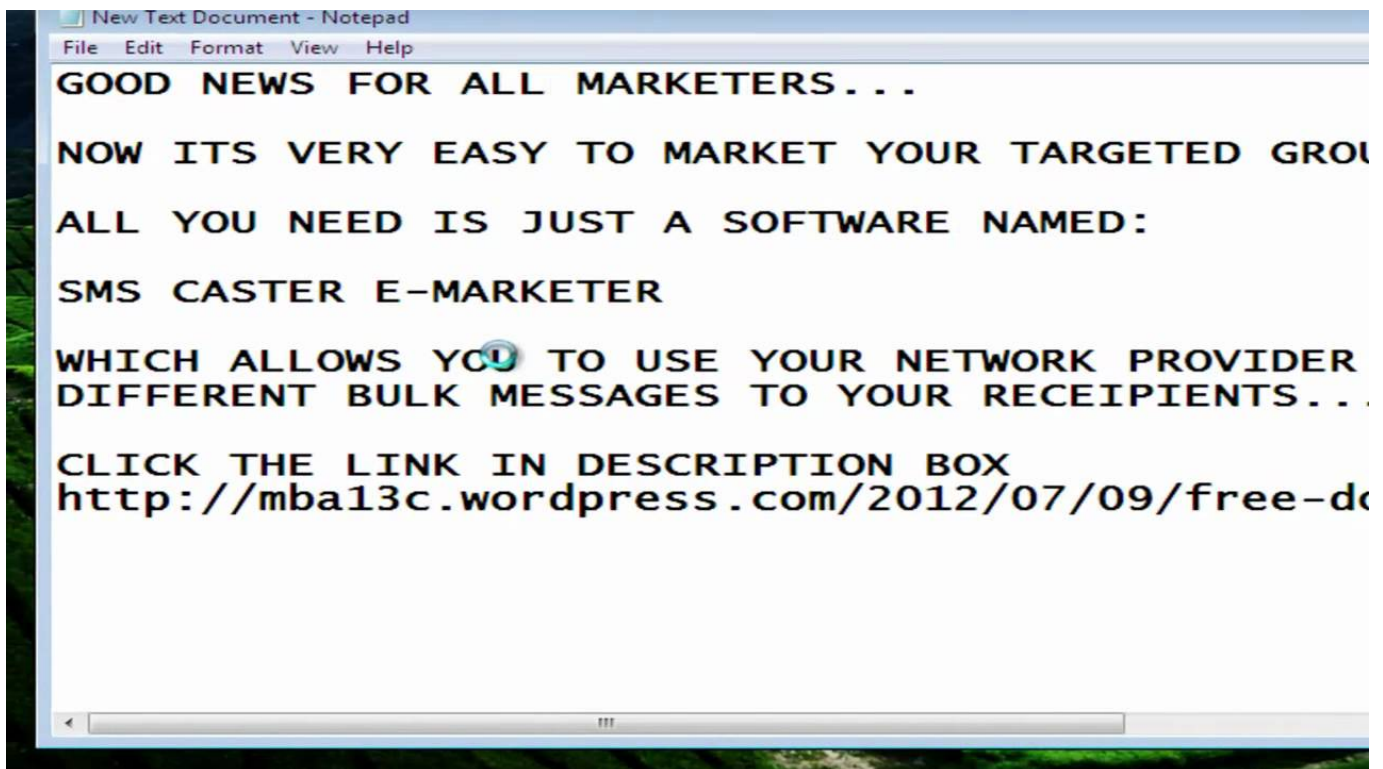 New Text Document - Notepad
File Edit Format View Help
GOOD NEWS FOR ALL MARKETERS...
NOW ITS VERY EASY TO MARKET YOUR TARGETED
ALL YOU NEED IS JUST A SOFTWARE NAMED:
SMS CASTER E-MARKETER
WHICH ALLOWS YOU TO USE YOUR NETWORK PROVIDER
DIFFERENT BULK MESSAGES TO YOUR RECEIPIENTS...
CLICK THE LINK IN DESCRIPTION BOX
http://mba13c.wordpress.com/2012/07/09/free-do